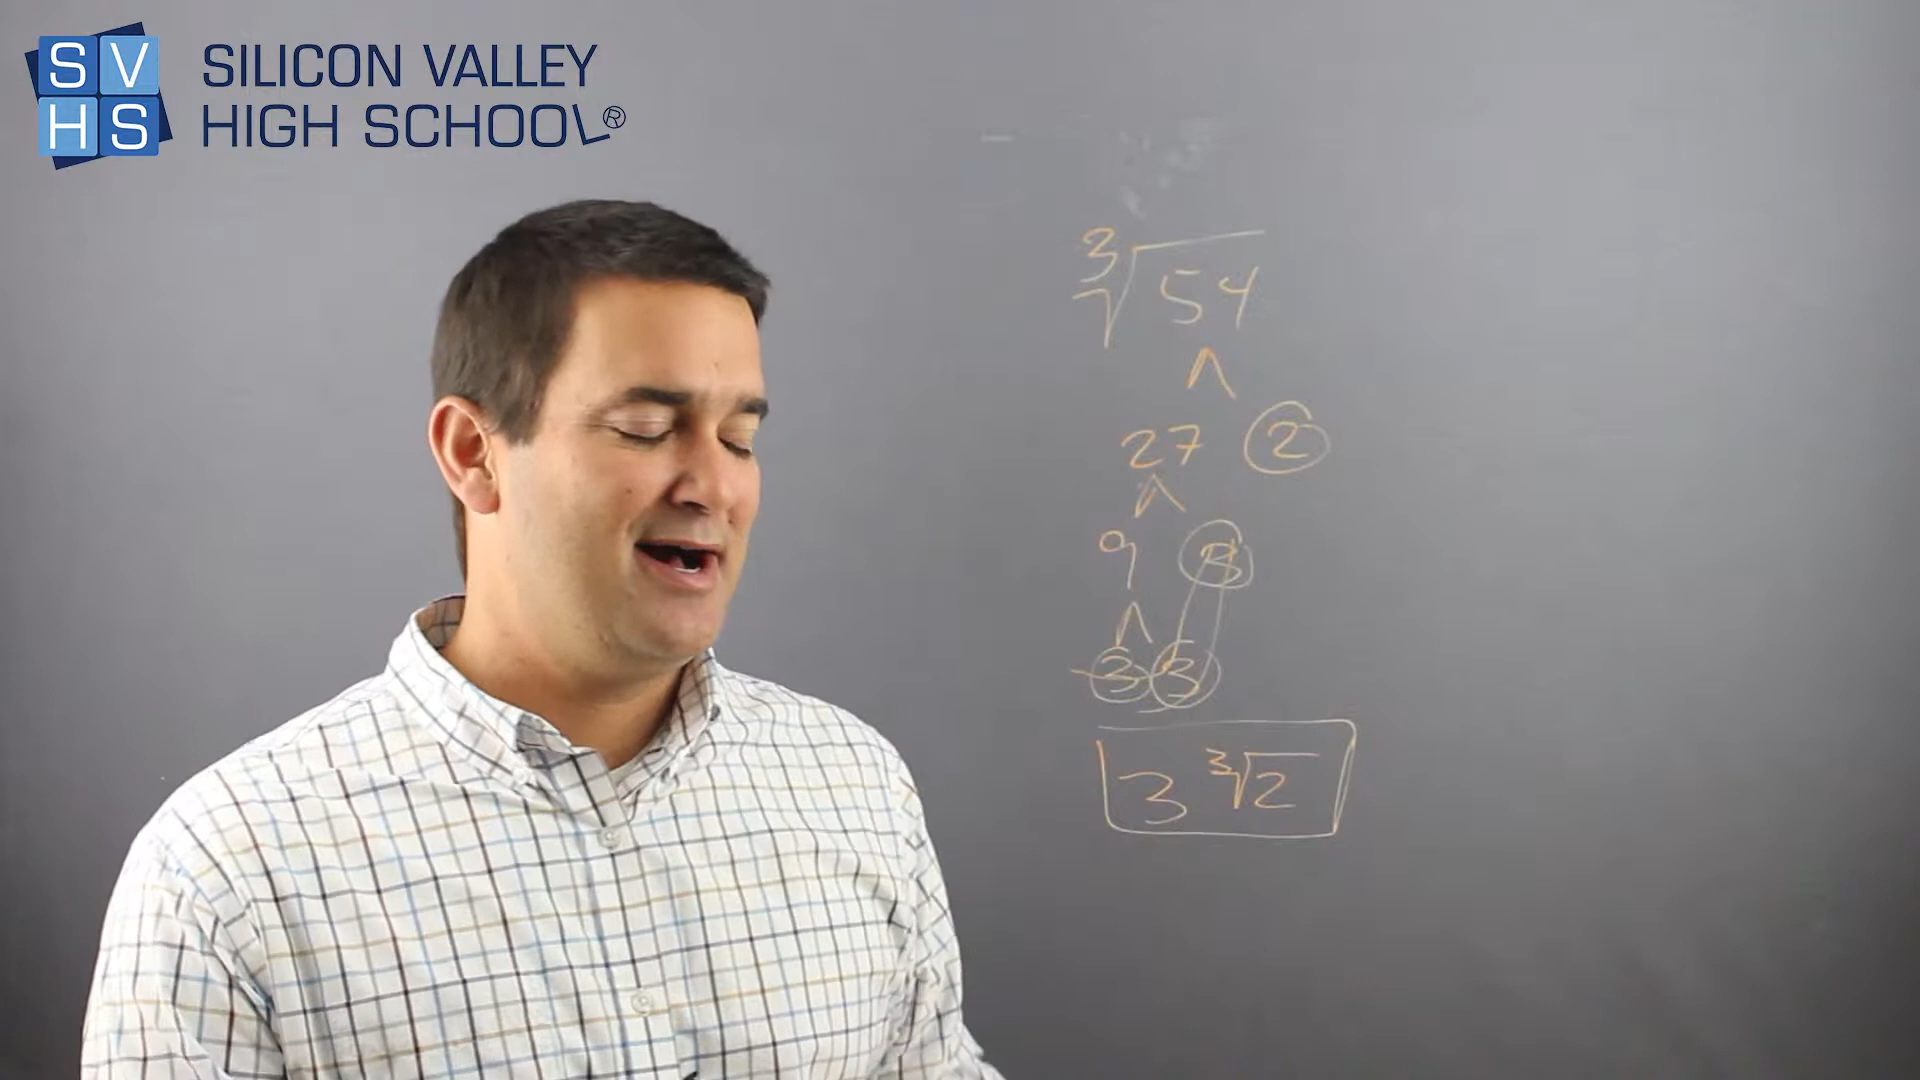 SV
HS
SILICON VALLEY
HIGH SCHOOL®
3√54
27 2
9 3
3 3
3 3√2